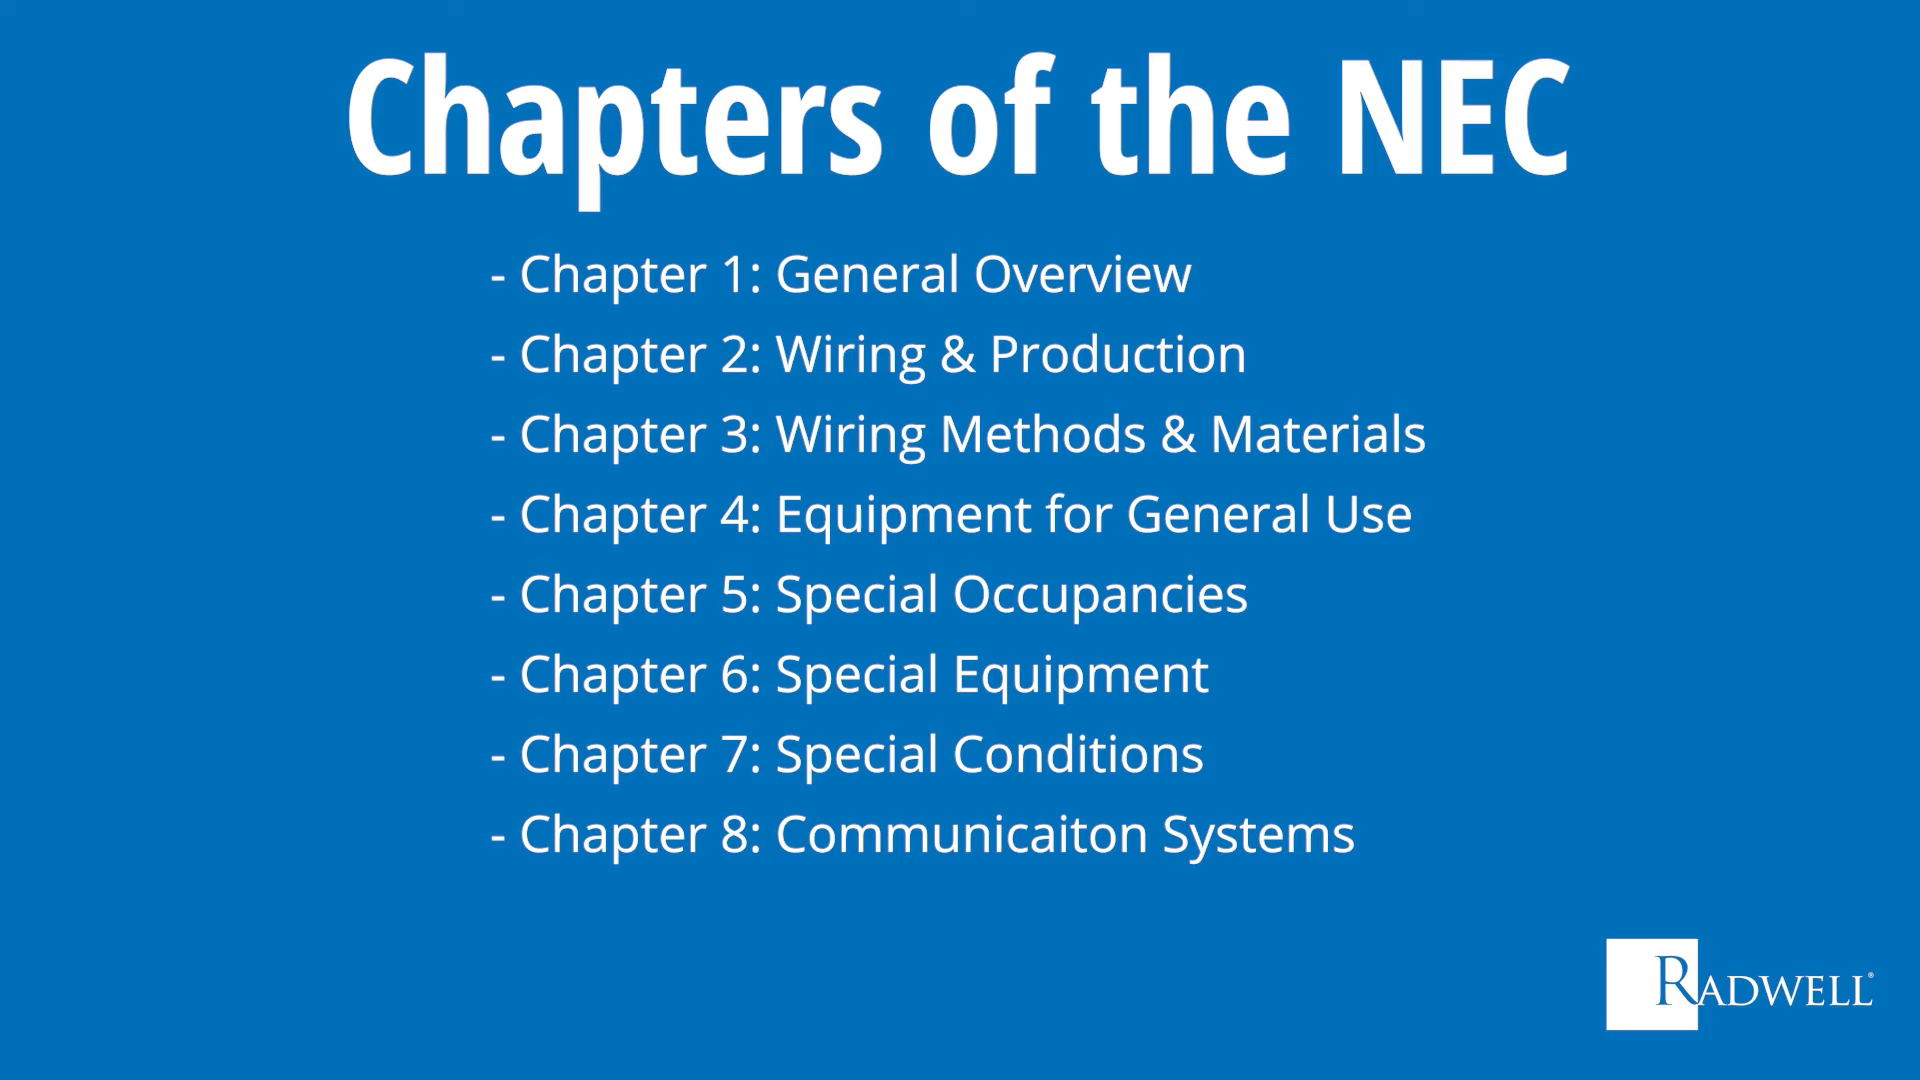 Chapters of the NEC
- Chapter 1: General Overview
- Chapter 2: Wiring & Production
- Chapter 3: Wiring Methods & Materials
- Chapter 4: Equipment for General Use
- Chapter 5: Special Occupancies
- Chapter 6: Special Equipment
- Chapter 7: Special Conditions
- Chapter 8: Communicaiton Systems
RADWELL®